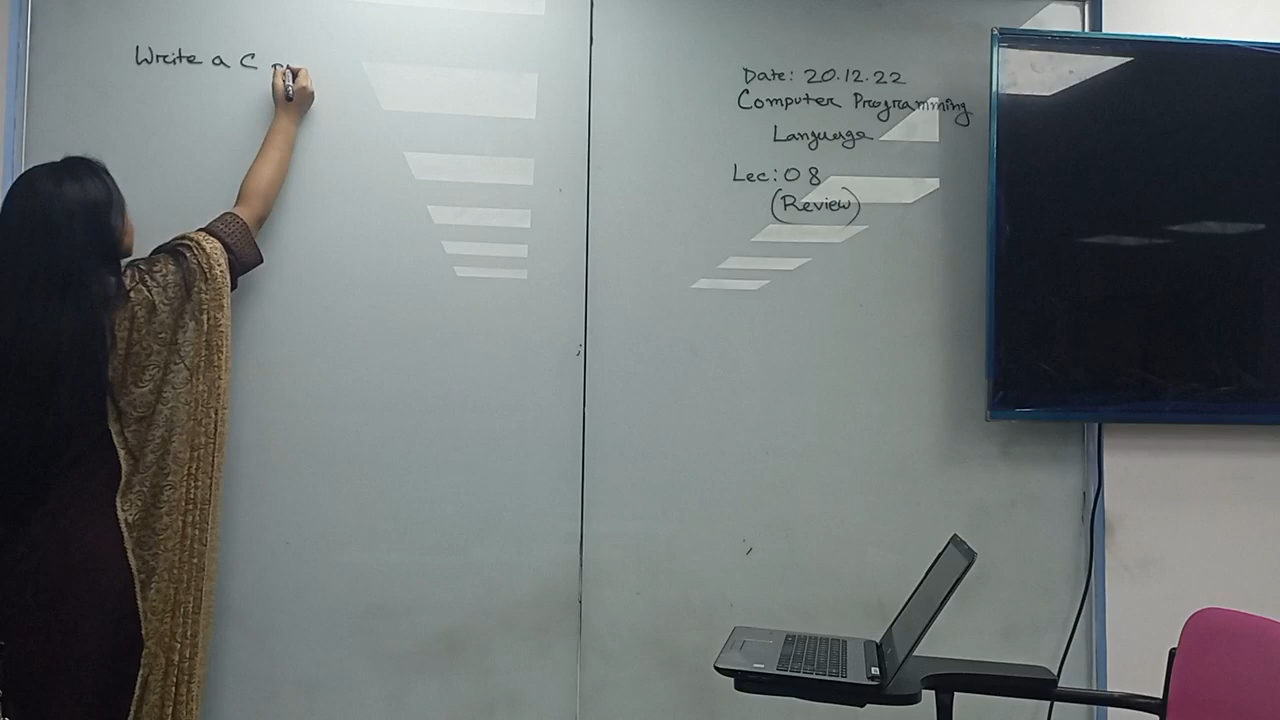 Write a C
Date: 20.12.22
Computer Programming
Language
Lec: 08
(Review)